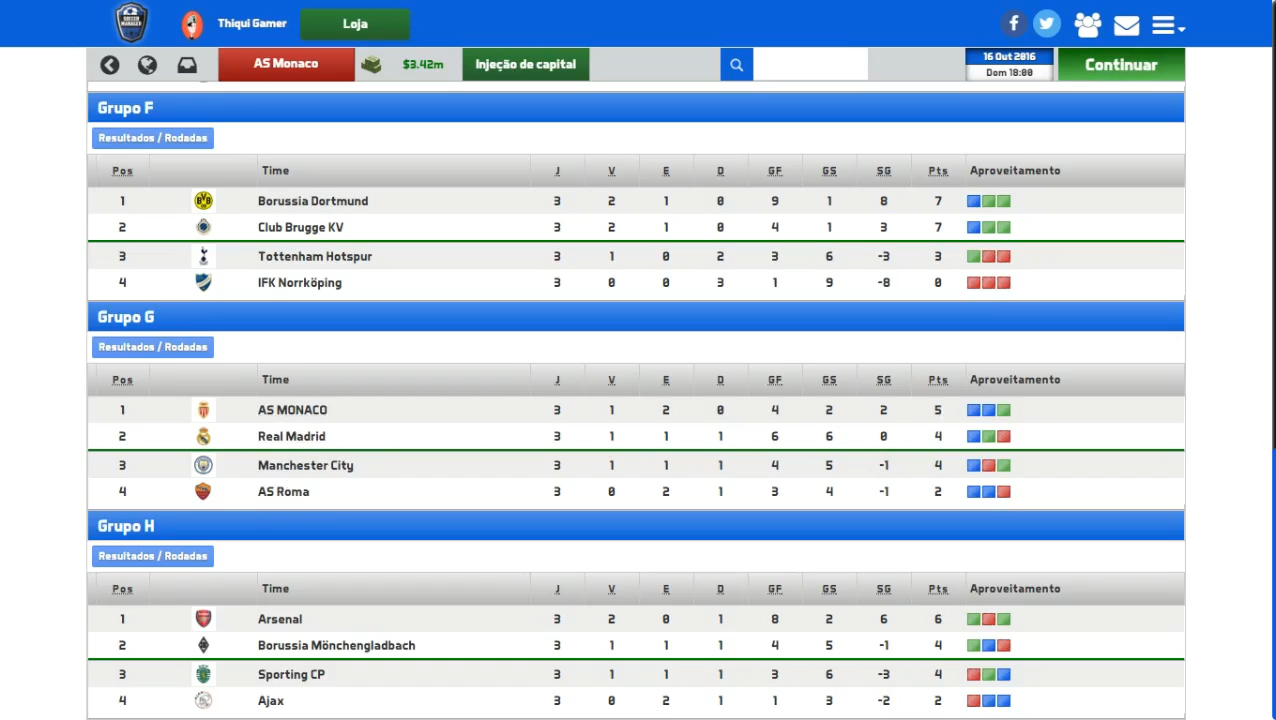 SOCCER MANAGER Thiqui Gamer Loja
AS Monaco $3.42m Injeção de capital 16 Out 2016 Continuar
Dom 18:00
Grupo F
Resultados / Rodadas
Pos Time J V E D GF GS SG Pts Aproveitamento
1 Borussia Dortmund 3 2 1 0 9 1 8 7
2 Club Brugge KV 3 2 1 0 4 1 3 7
3 Tottenham Hotspur 3 1 0 2 3 6 -3 3
4 IFK Norrköping 3 0 0 3 1 9 -8 0
Grupo G
Resultados / Rodadas
Pos Time J V E D GF GS SG Pts Aproveitamento
1 AS MONACO 3 1 2 0 4 2 2 5
2 Real Madrid 3 1 1 1 6 6 0 4
3 Manchester City 3 1 1 1 4 5 -1 4
4 AS Roma 3 0 2 1 3 4 -1 2
Grupo H
Resultados / Rodadas
Pos Time J V E D GF GS SG Pts Aproveitamento
1 Arsenal 3 2 0 1 8 2 6 6
2 Borussia Mönchengladbach 3 1 1 1 4 5 -1 4
3 Sporting CP 3 1 1 1 3 6 -3 4
4 Ajax 3 0 2 1 1 3 -2 2